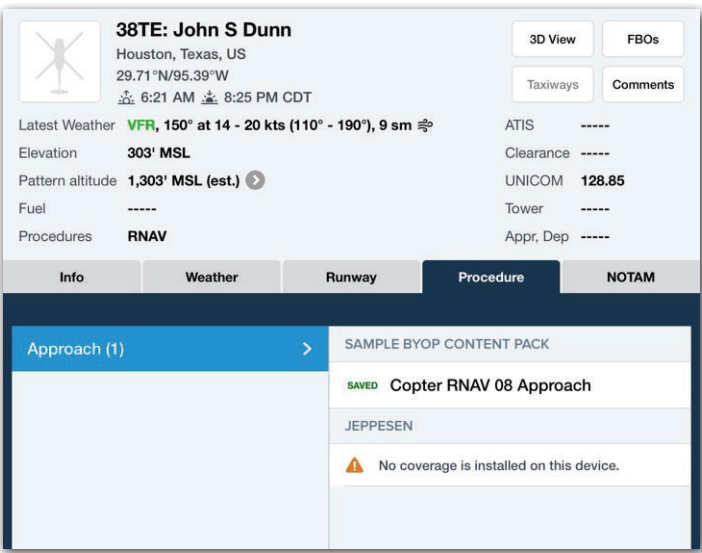 38TE: John S Dunn
Houston, Texas, US
29.71°N/95.39°W
6:21 AM 8:25 PM CDT
3D View
FBOs
Taxiways
Comments
Latest Weather VFR, 150° at 14 - 20 kts (110° - 190°), 9 sm
Elevation 303' MSL
Pattern altitude 1,303' MSL (est.)
Fuel -----
Procedures RNAV
ATIS -----
Clearance -----
UNICOM 128.85
Tower -----
Appr, Dep -----
Info Weather Runway Procedure NOTAM
Approach (1)
SAMPLE BYOP CONTENT PACK
SAVED Copter RNAV 08 Approach
JEPPESEN
No coverage is installed on this device.